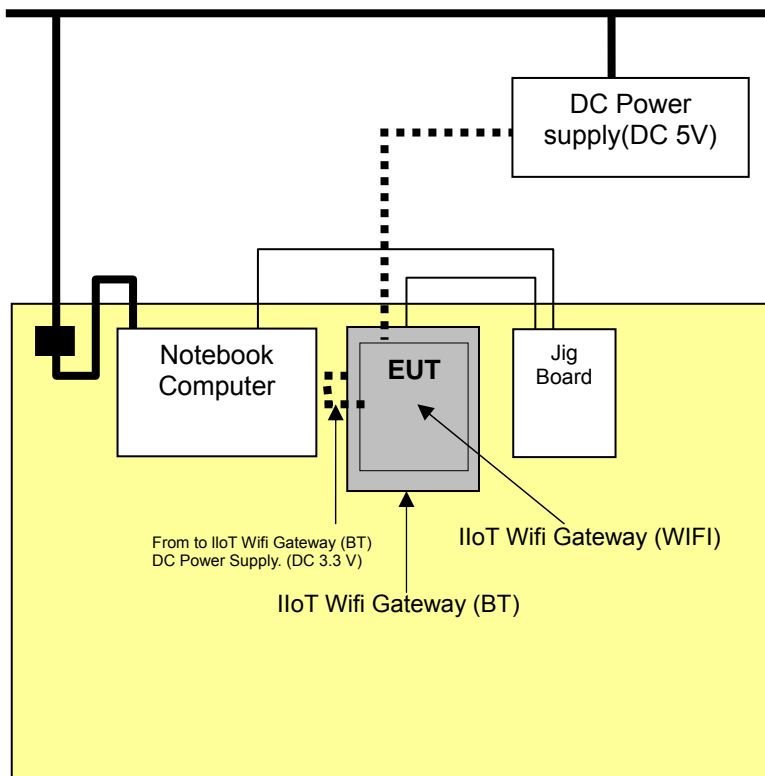 DC Power
supply(DC 5V)
Notebook
Computer
EUT
Jig
Board
From to IIoT Wifi Gateway (BT)
DC Power Supply. (DC 3.3 V)
IIoT Wifi Gateway (WIFI)
IIoT Wifi Gateway (BT)